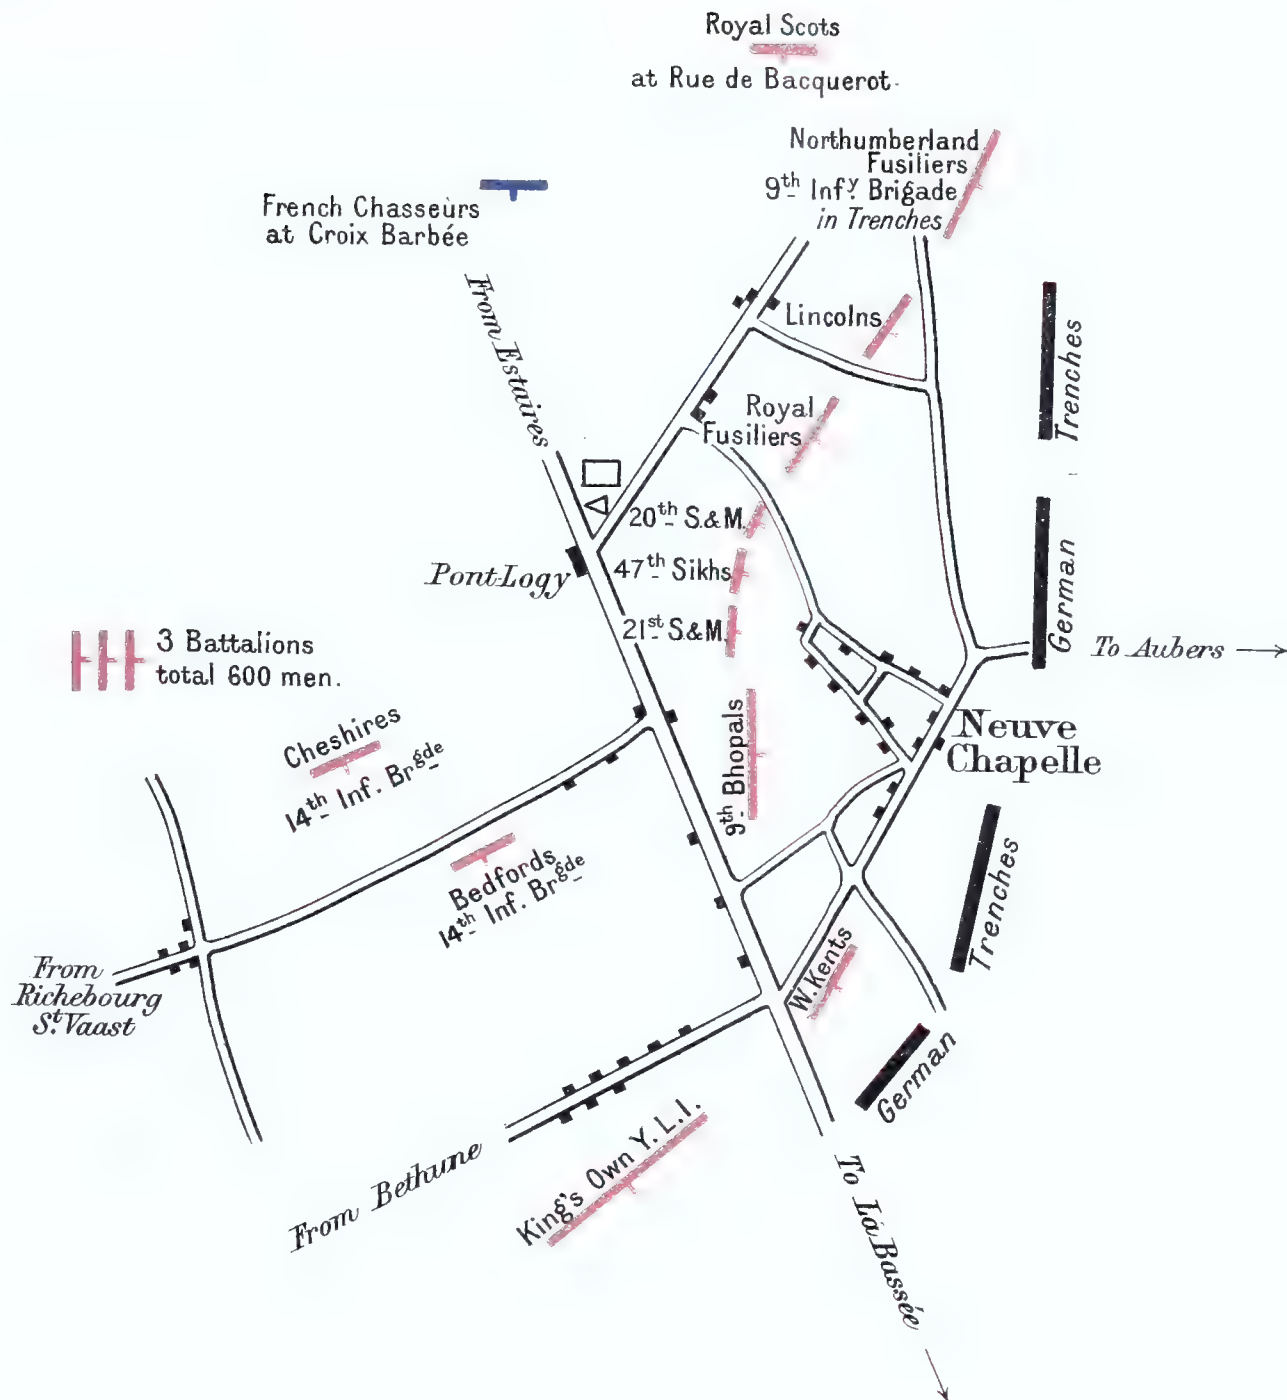 Royal Scots
at Rue de Bacquerot.
Northumberland
Fusiliers
9th Infy. Brigade
in Trenches
French Chasseurs
at Croix Barbée
From Estaires
Lincolns
Trenches
Royal
Fusiliers
20th S.&M.
47th Sikhs
21st S.&M.
Pont-Logy
German
To Aubers
3 Battalions
total 600 men.
Cheshires
14th Inf. Brgde
9th Bhopals
Neuve
Chapelle
Bedfords
14th Inf. Brgde
Trenches
W. Kents
From
Richebourg
St. Vaast
German
King's Own Y.L.I.
From Bethune
To La Bassée